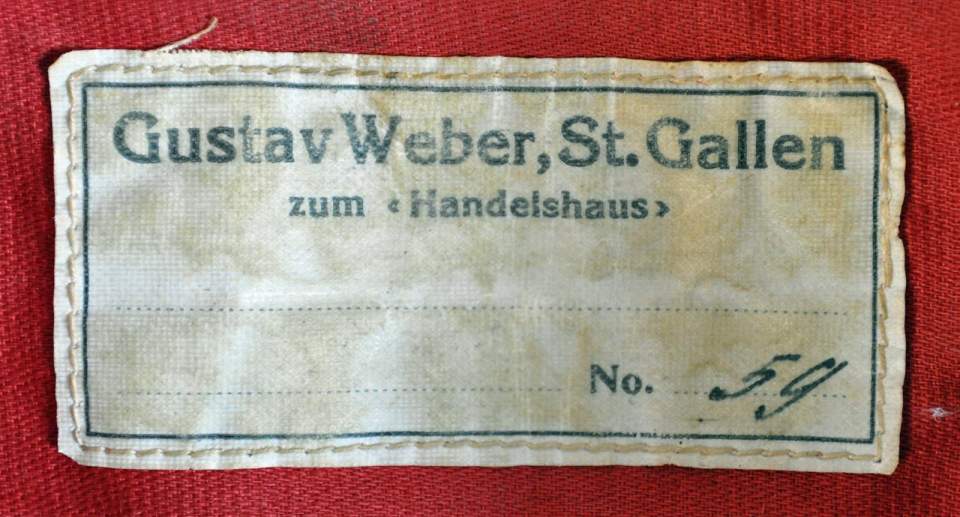 Gustav Weber, St. Gallen
zum ‹Handelshaus›
No. 59